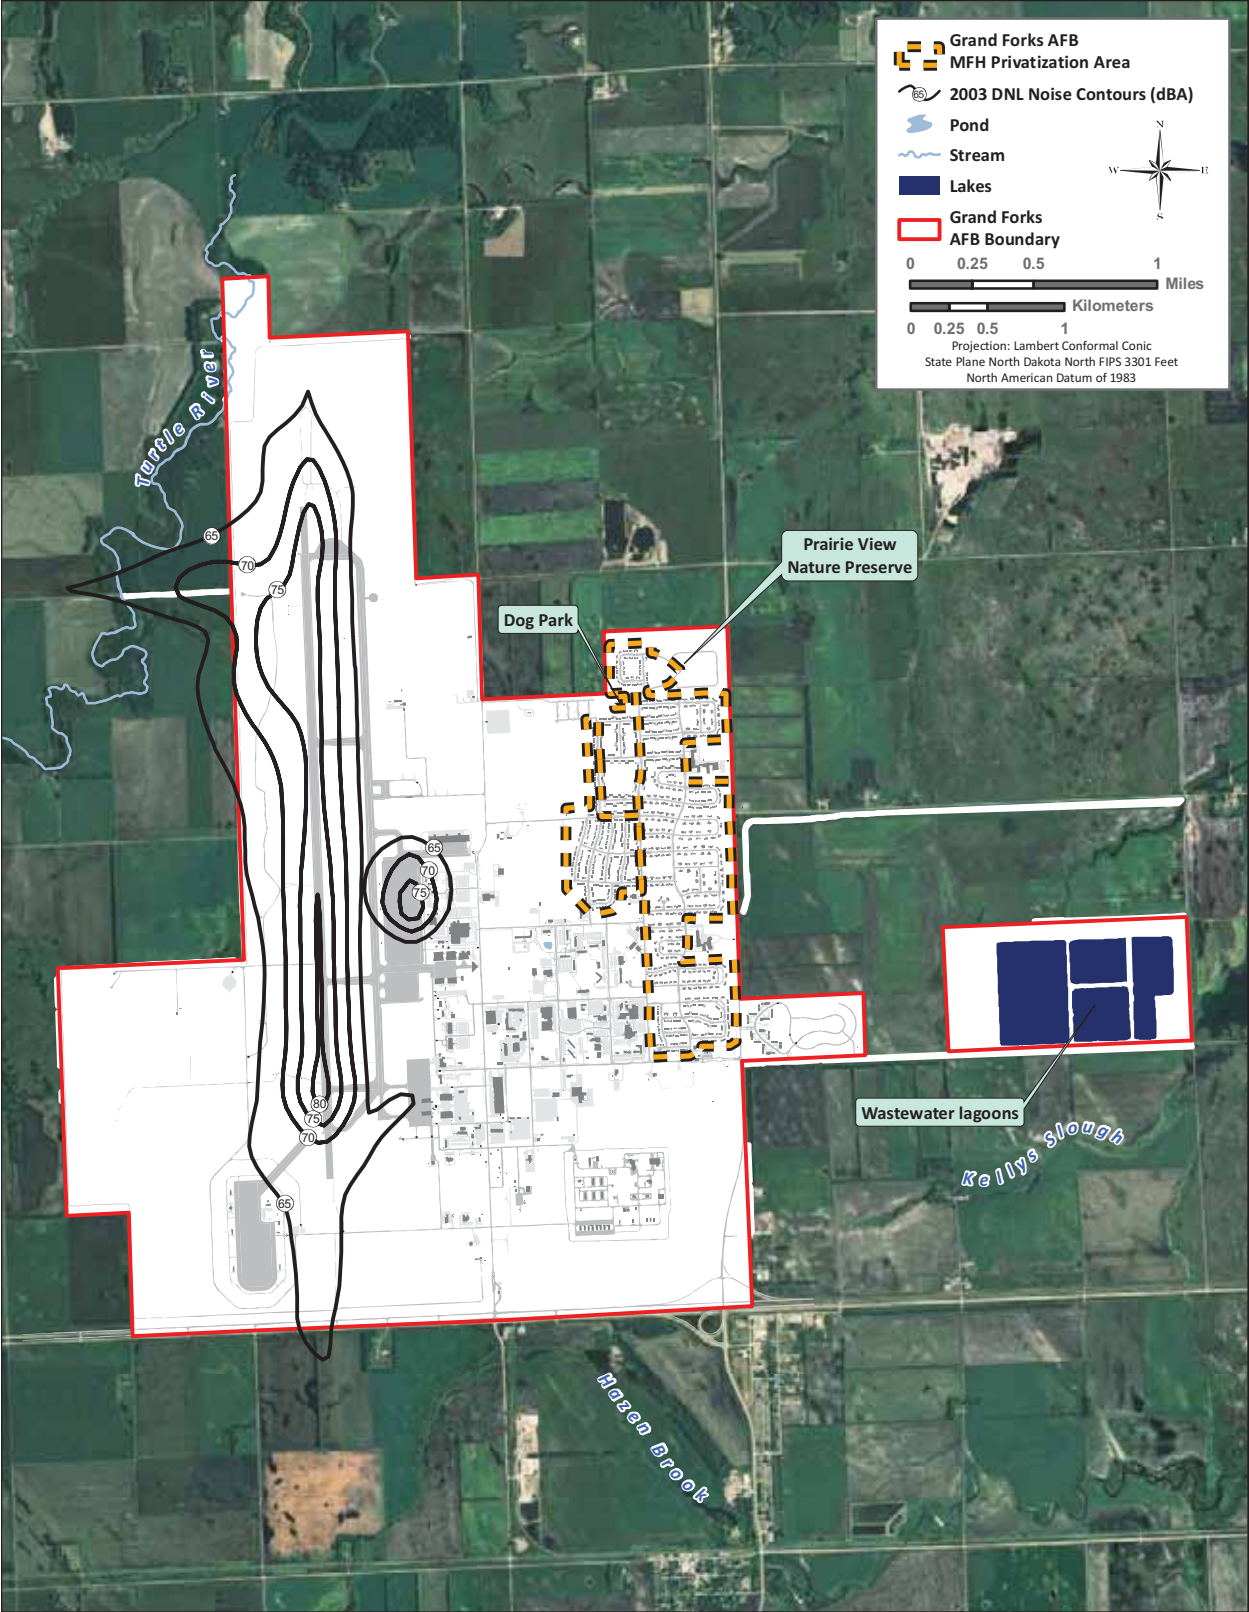 Grand Forks AFB
MFH Privatization Area
65
2003 DNL Noise Contours (dBA)
Pond
Stream
Lakes
Grand Forks
AFB Boundary
N
W
E
S
0 0.25 0.5 1
Miles
Kilometers
0 0.25 0.5 1
Projection: Lambert Conformal Conic
State Plane North Dakota North FIPS 3301 Feet
North American Datum of 1983
Turtle River
65
70
75
Prairie View
Nature Preserve
Dog Park
65
70
75
80
75
70
65
Wastewater lagoons
Kellys Slough
Hazen Brook